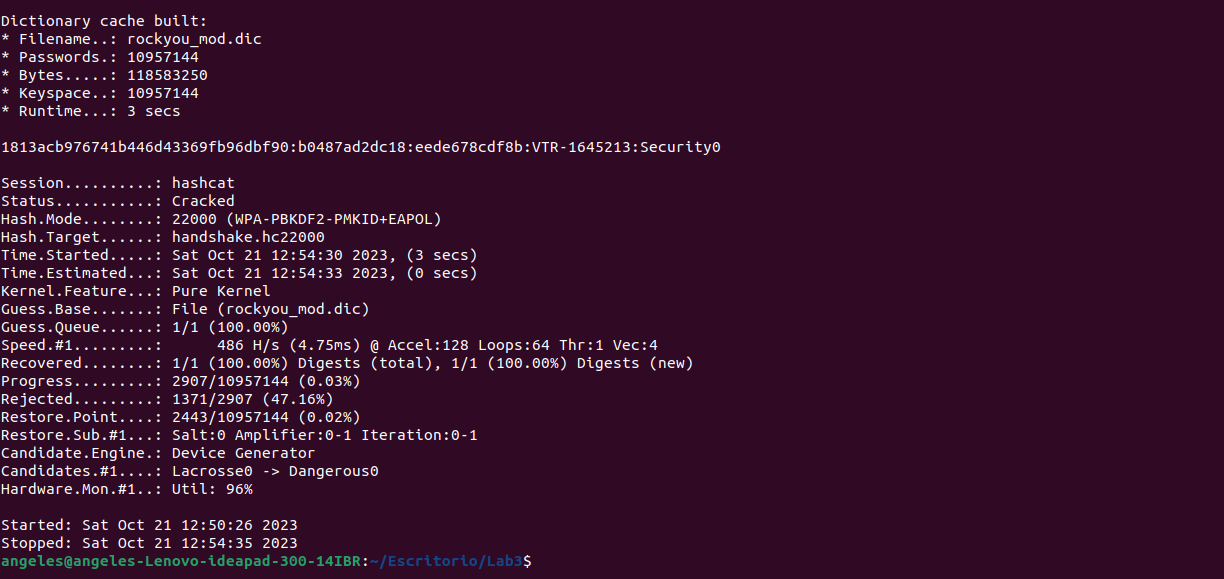 Dictionary cache built:
* Filename..: rockyou_mod.dic
* Passwords.: 10957144
* Bytes.....: 118583250
* Keyspace..: 10957144
* Runtime...: 3 secs

1813acb976741b446d43369fb96dbf90:b0487ad2dc18:eede678cdf8b:VTR-1645213:Security0

Session..........: hashcat
Status...........: Cracked
Hash.Mode........: 22000 (WPA-PBKDF2-PMKID+EAPOL)
Hash.Target......: handshake.hc22000
Time.Started.....: Sat Oct 21 12:54:30 2023, (3 secs)
Time.Estimated...: Sat Oct 21 12:54:33 2023, (0 secs)
Kernel.Feature...: Pure Kernel
Guess.Base.......: File (rockyou_mod.dic)
Guess.Queue......: 1/1 (100.00%)
Speed.#1.........:      486 H/s (4.75ms) @ Accel:128 Loops:64 Thr:1 Vec:4
Recovered........: 1/1 (100.00%) Digests (total), 1/1 (100.00%) Digests (new)
Progress.........: 2907/10957144 (0.03%)
Rejected.........: 1371/2907 (47.16%)
Restore.Point....: 2443/10957144 (0.02%)
Restore.Sub.#1...: Salt:0 Amplifier:0-1 Iteration:0-1
Candidate.Engine.: Device Generator
Candidates.#1....: Lacrosse0 -> Dangerous0
Hardware.Mon.#1..: Util: 96%

Started: Sat Oct 21 12:50:26 2023
Stopped: Sat Oct 21 12:54:35 2023
angeles@angeles-Lenovo-ideapad-300-14IBR:~/Escritorio/Lab3$